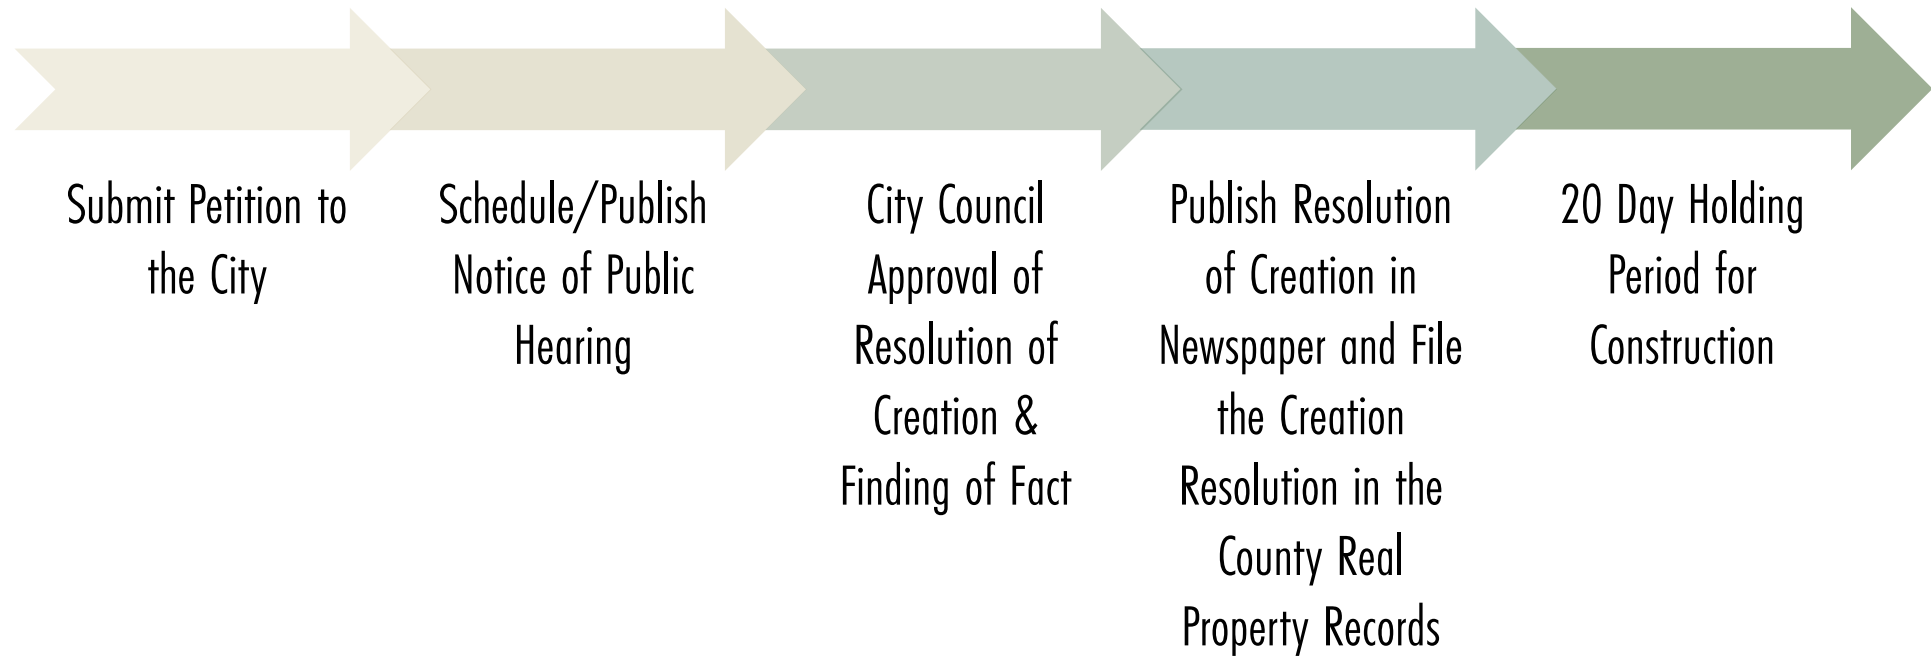 Submit Petition to
the City
Schedule/Publish
Notice of Public
Hearing
City Council
Approval of
Resolution of
Creation &
Finding of Fact
Publish Resolution
of Creation in
Newspaper and File
the Creation
Resolution in the
County Real
Property Records
20 Day Holding
Period for
Construction